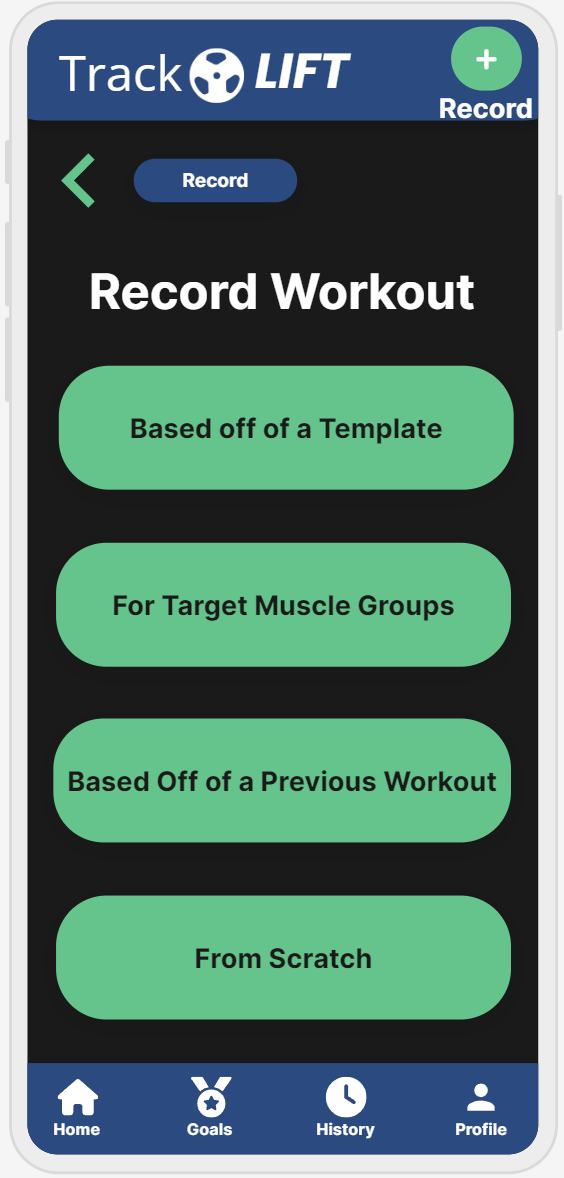 Track LIFT
Record
Record
Record Workout
Based off of a Template
For Target Muscle Groups
Based Off of a Previous Workout
From Scratch
Home Goals History Profile